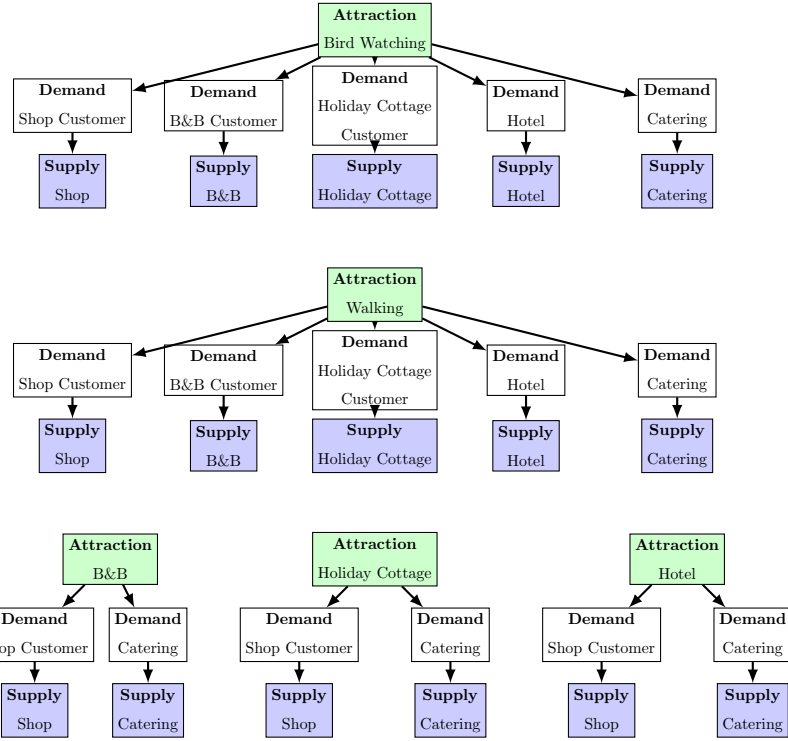 Attraction
Bird Watching
Demand
Shop Customer
Demand
B&B Customer
Demand
Holiday Cottage
Customer
Demand
Hotel
Demand
Catering
Supply
Shop
Supply
B&B
Supply
Holiday Cottage
Supply
Hotel
Supply
Catering
Attraction
Walking
Demand
Shop Customer
Demand
B&B Customer
Demand
Holiday Cottage
Customer
Demand
Hotel
Demand
Catering
Supply
Shop
Supply
B&B
Supply
Holiday Cottage
Supply
Hotel
Supply
Catering
Attraction
B&B
Attraction
Holiday Cottage
Attraction
Hotel
Demand
op Customer
Demand
Catering
Demand
Shop Customer
Demand
Catering
Demand
Shop Customer
Demand
Catering
Supply
Shop
Supply
Catering
Supply
Shop
Supply
Catering
Supply
Shop
Supply
Catering